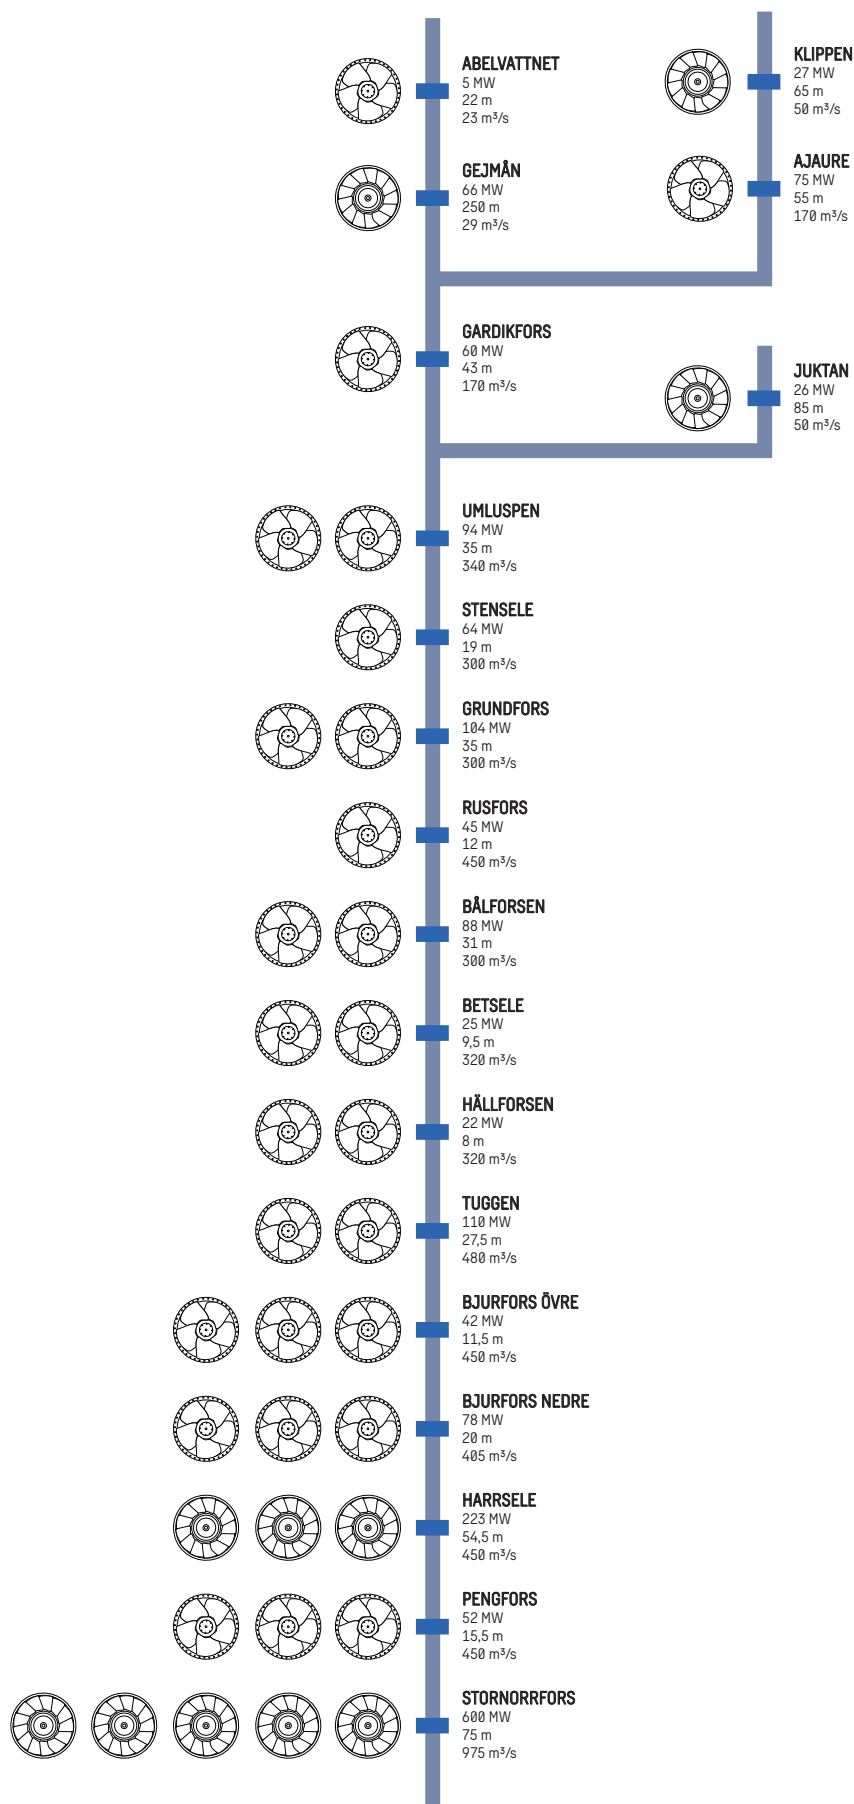 ABELVATTNET
5 MW
22 m
23 m³/s
KLIPPEN
27 MW
65 m
50 m³/s
GEJMÅN
66 MW
250 m
29 m³/s
AJAURE
75 MW
55 m
170 m³/s
GARDIKFORS
60 MW
43 m
170 m³/s
JUKTAN
26 MW
85 m
50 m³/s
UMLUSPEN
94 MW
35 m
340 m³/s
STENSELE
64 MW
19 m
300 m³/s
GRUNDFORS
104 MW
35 m
300 m³/s
RUSFORS
45 MW
12 m
450 m³/s
BÅLFORSEN
88 MW
31 m
300 m³/s
BETSELE
25 MW
9,5 m
320 m³/s
HÄLLFORSEN
22 MW
8 m
320 m³/s
TUGGEN
110 MW
27,5 m
480 m³/s
BJURFORS ÖVRE
42 MW
11,5 m
450 m³/s
BJURFORS NEDRE
78 MW
20 m
405 m³/s
HARRSELE
223 MW
54,5 m
450 m³/s
PENGFORS
52 MW
15,5 m
450 m³/s
STORNORRFORS
600 MW
75 m
975 m³/s